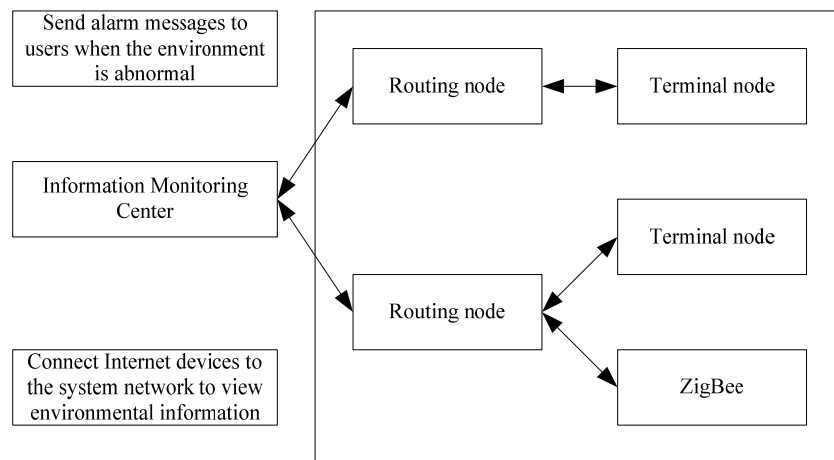 Send alarm messages to
users when the environment
is abnormal
Routing node
Terminal node
Information Monitoring
Center
Terminal node
Routing node
Connect Internet devices to
the system network to view
environmental information
ZigBee